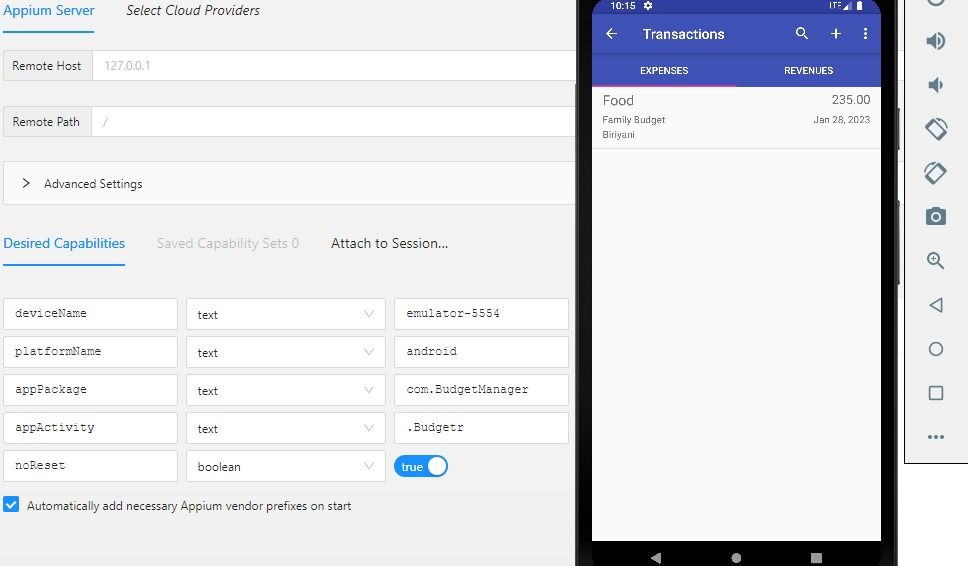 Appium Server Select Cloud Providers
Remote Host 127.0.0.1
Remote Path /
Advanced Settings
Desired Capabilities Saved Capability Sets 0 Attach to Session...
deviceName text emulator-5554
platformName text android
appPackage text com.BudgetManager
appActivity text .Budgetr
noReset boolean true
Automatically add necessary Appium vendor prefixes on start
10:15 LTE
Transactions
EXPENSES REVENUES
Food 235.00
Family Budget Jan 28, 2023
Biriyani